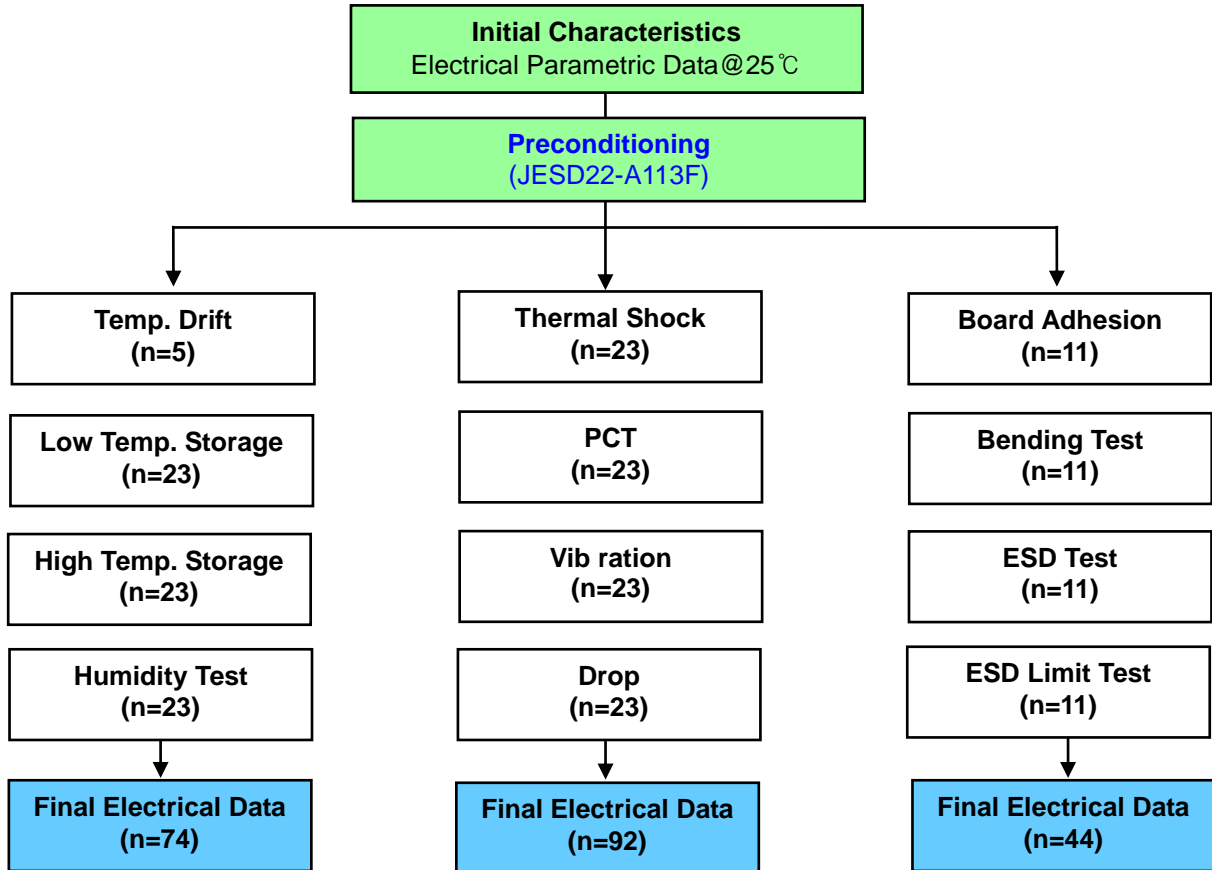 Initial Characteristics
Electrical Parametric Data@25℃
Preconditioning
(JESD22-A113F)
Temp. Drift
(n=5)
Low Temp. Storage
(n=23)
High Temp. Storage
(n=23)
Humidity Test
(n=23)
Final Electrical Data
(n=74)
Thermal Shock
(n=23)
PCT
(n=23)
Vib ration
(n=23)
Drop
(n=23)
Final Electrical Data
(n=92)
Board Adhesion
(n=11)
Bending Test
(n=11)
ESD Test
(n=11)
ESD Limit Test
(n=11)
Final Electrical Data
(n=44)